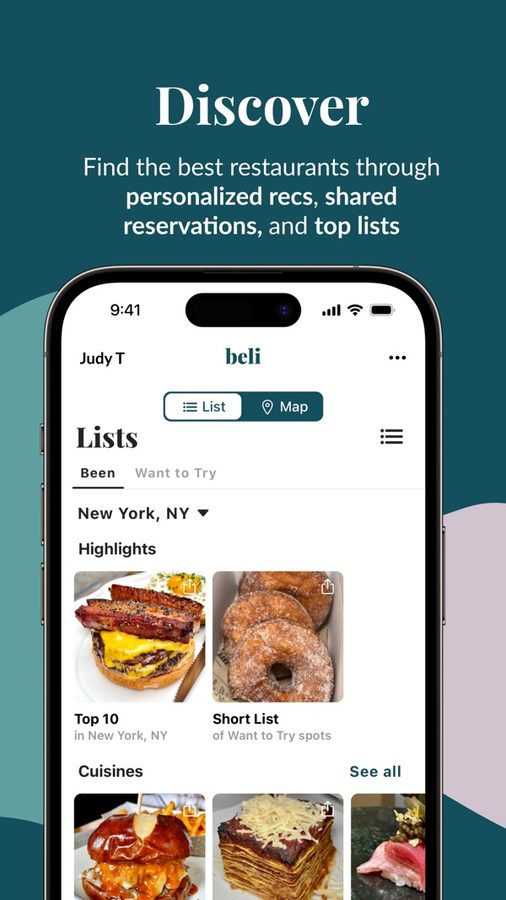 Discover
Find the best restaurants through
personalized recs, shared
reservations, and top lists
9:41
Judy T
beli
List
Map
Lists
Been
Want to Try
New York, NY
Highlights
Top 10
in New York, NY
Short List
of Want to Try spots
Cuisines
See all